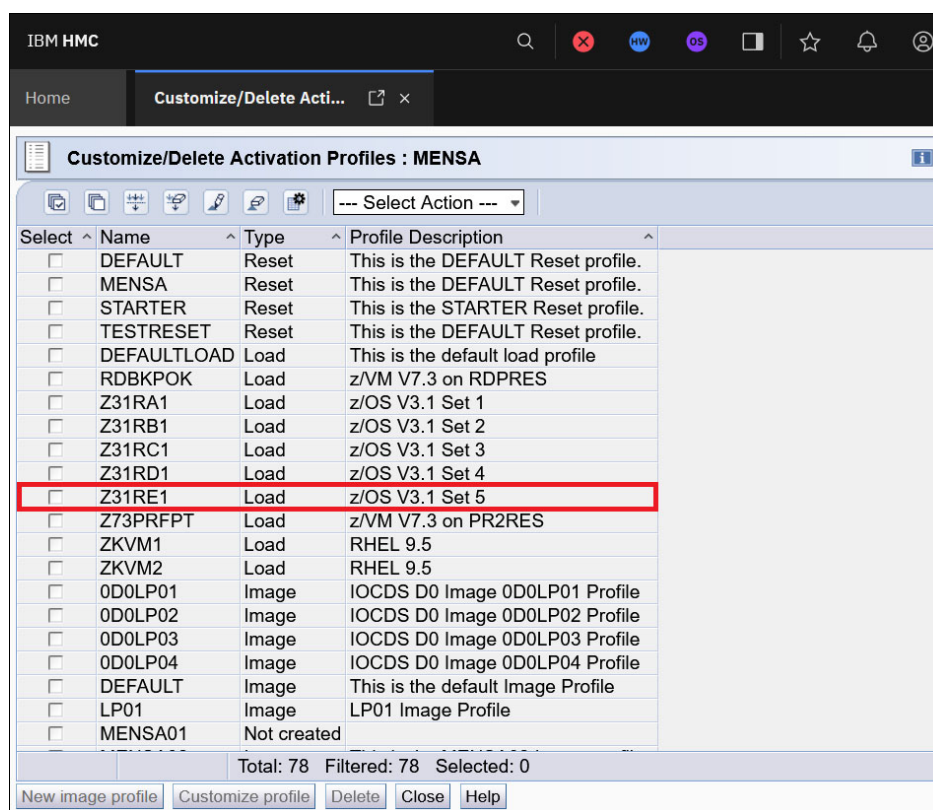 IBM HMC
HW
OS
Home
Customize/Delete Acti...
Customize/Delete Activation Profiles : MENSA
--- Select Action ---
Select Name Type Profile Description
DEFAULT Reset This is the DEFAULT Reset profile.
MENSA Reset This is the DEFAULT Reset profile.
STARTER Reset This is the STARTER Reset profile.
TESTRESET Reset This is the DEFAULT Reset profile.
DEFAULTLOAD Load This is the default load profile
RDBKPOK Load z/VM V7.3 on RDPRES
Z31RA1 Load z/OS V3.1 Set 1
Z31RB1 Load z/OS V3.1 Set 2
Z31RC1 Load z/OS V3.1 Set 3
Z31RD1 Load z/OS V3.1 Set 4
Z31RE1 Load z/OS V3.1 Set 5
Z73PRFPT Load z/VM V7.3 on PR2RES
ZKVM1 Load RHEL 9.5
ZKVM2 Load RHEL 9.5
0D0LP01 Image IOCDS D0 Image 0D0LP01 Profile
0D0LP02 Image IOCDS D0 Image 0D0LP02 Profile
0D0LP03 Image IOCDS D0 Image 0D0LP03 Profile
0D0LP04 Image IOCDS D0 Image 0D0LP04 Profile
DEFAULT Image This is the default Image Profile
LP01 Image LP01 Image Profile
MENSA01 Not created
Total: 78 Filtered: 78 Selected: 0
New image profile Customize profile Delete Close Help